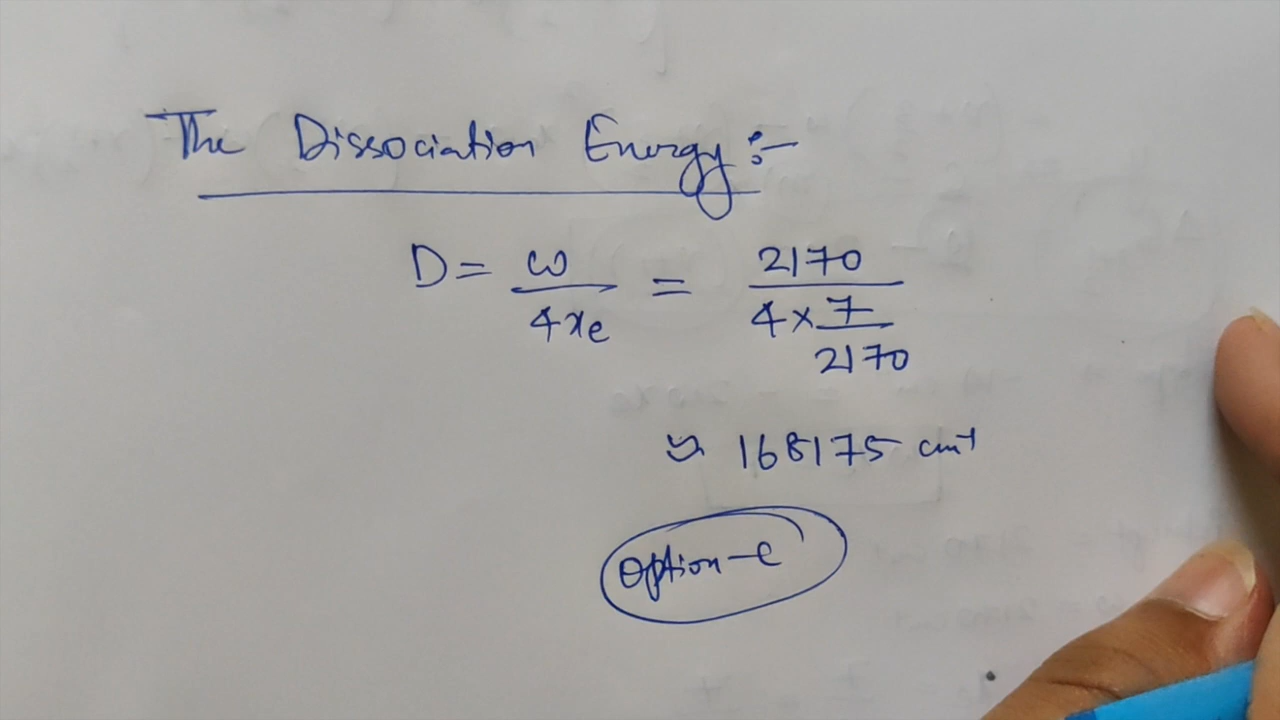 The Dissociation Energy :-
D = ω / 4xe = 2170 / 4 × 7 / 2170
168175 cm⁻¹
Option-c